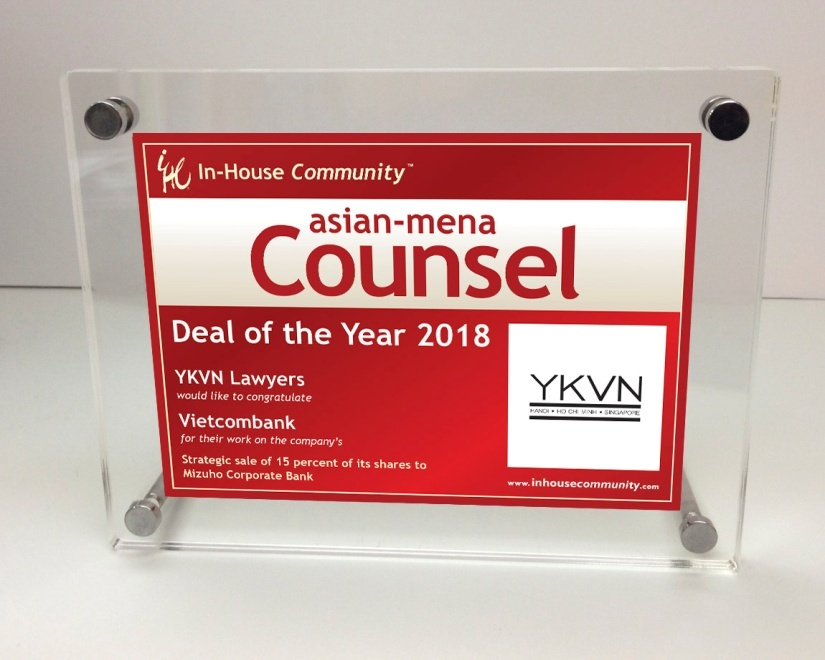 iHC In-House Community™
asian-mena
Counsel
Deal of the Year 2018
YKVN Lawyers
would like to congratulate
Vietcombank
for their work on the company's
Strategic sale of 15 percent of its shares to
Mizuho Corporate Bank
YKVN
HANOI • HO CHI MINH • SINGAPORE
www.inhousecommunity.com